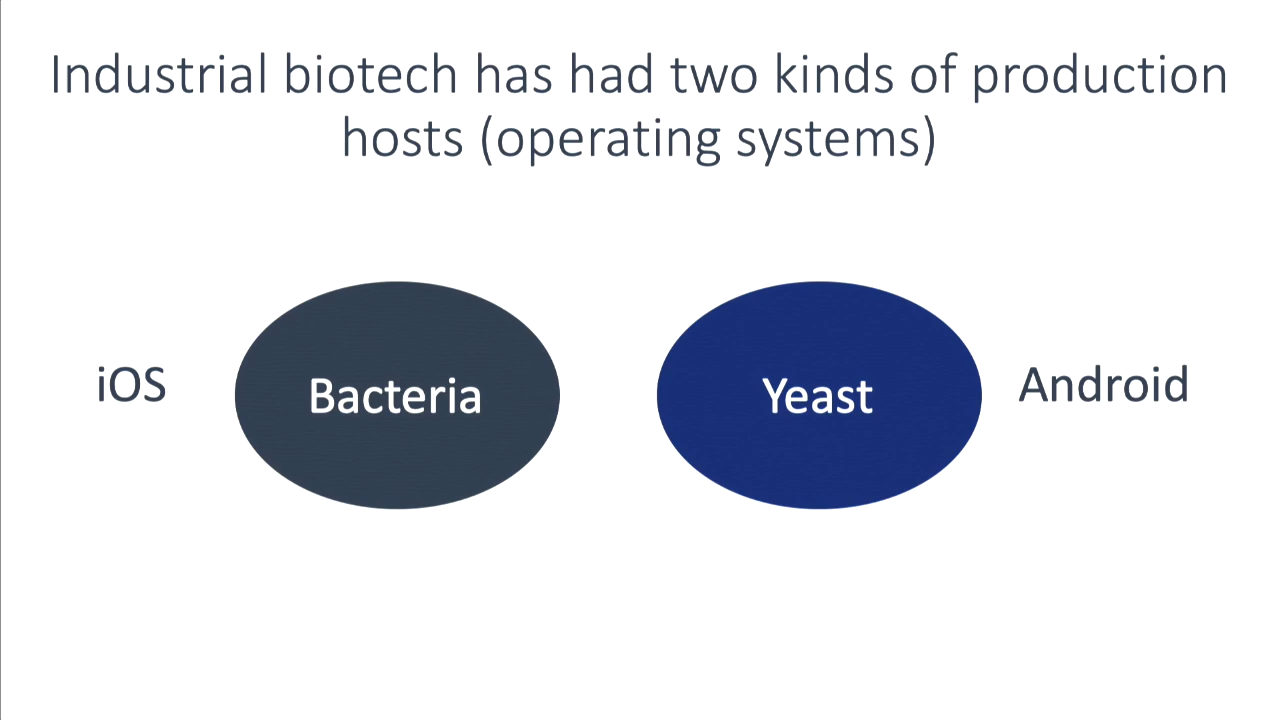 Industrial biotech has had two kinds of production
hosts (operating systems)
iOS
Bacteria
Yeast
Android